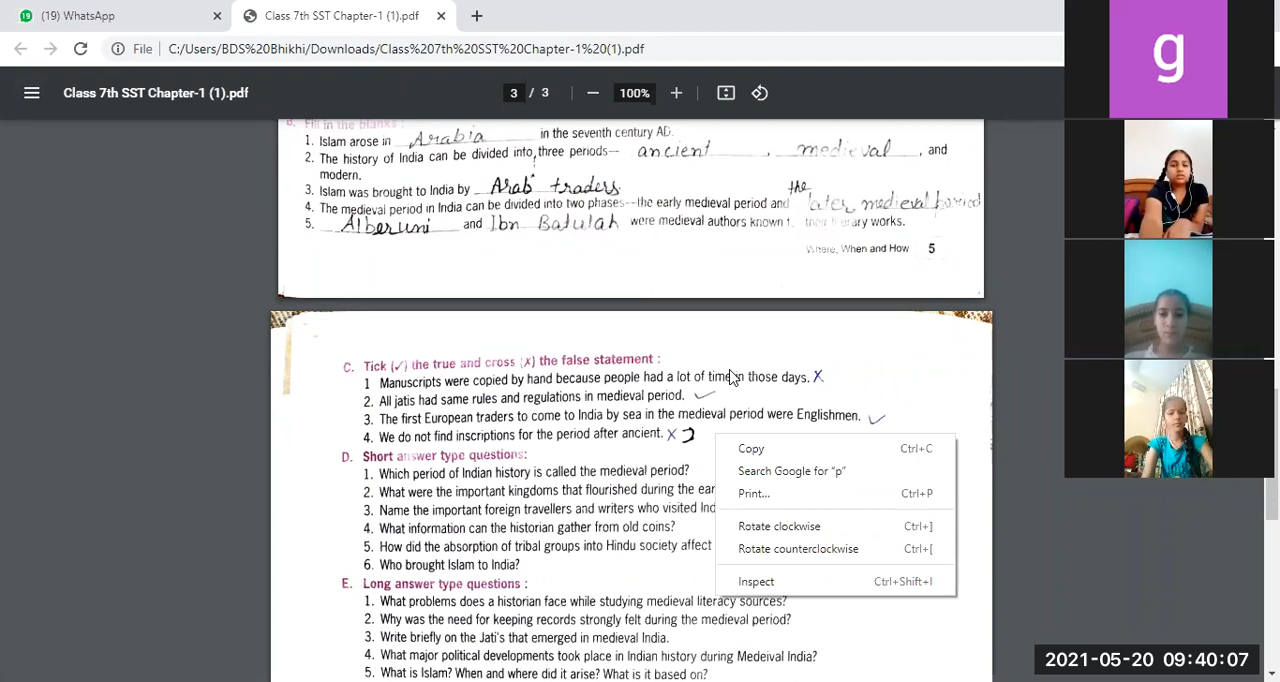 (19) WhatsApp
Class 7th SST Chapter-1 (1).pdf
File C:/Users/BDS%20Bhikhi/Downloads/Class%207th%20SST%20Chapter-1%20(1).pdf
Class 7th SST Chapter-1 (1).pdf
3 / 3
100%
g
B. Fill in the blanks :
1. Islam arose in Arabia in the seventh century AD.
2. The history of India can be divided into three periods— ancient, medieval, and
modern.
3. Islam was brought to India by Arab traders
4. The medieval period in India can be divided into two phases—the early medieval period and the later medieval period
5. Alberuni and Ibn Batulah were medieval authors known their literary works.
Where, When and How 5
C. Tick (✓) the true and cross (✗) the false statement :
1 Manuscripts were copied by hand because people had a lot of time in those days. ✗
2. All jatis had same rules and regulations in medieval period. ✓
3. The first European traders to come to India by sea in the medieval period were Englishmen. ✓
4. We do not find inscriptions for the period after ancient. ✗
D. Short answer type questions:
1. Which period of Indian history is called the medieval period?
2. What were the important kingdoms that flourished during the ear
3. Name the important foreign travellers and writers who visited Ind
4. What information can the historian gather from old coins?
5. How did the absorption of tribal groups into Hindu society affect
6. Who brought Islam to India?
E. Long answer type questions :
1. What problems does a historian face while studying medieval literacy sources?
2. Why was the need for keeping records strongly felt during the medieval period?
3. Write briefly on the Jati's that emerged in medieval India.
4. What major political developments took place in Indian history during Medeival India?
5. What is Islam? When and where did it arise? What is it based on?
Copy Ctrl+C
Search Google for "p"
Print... Ctrl+P
Rotate clockwise Ctrl+]
Rotate counterclockwise Ctrl+[
Inspect Ctrl+Shift+I
2021-05-20 09:40:07